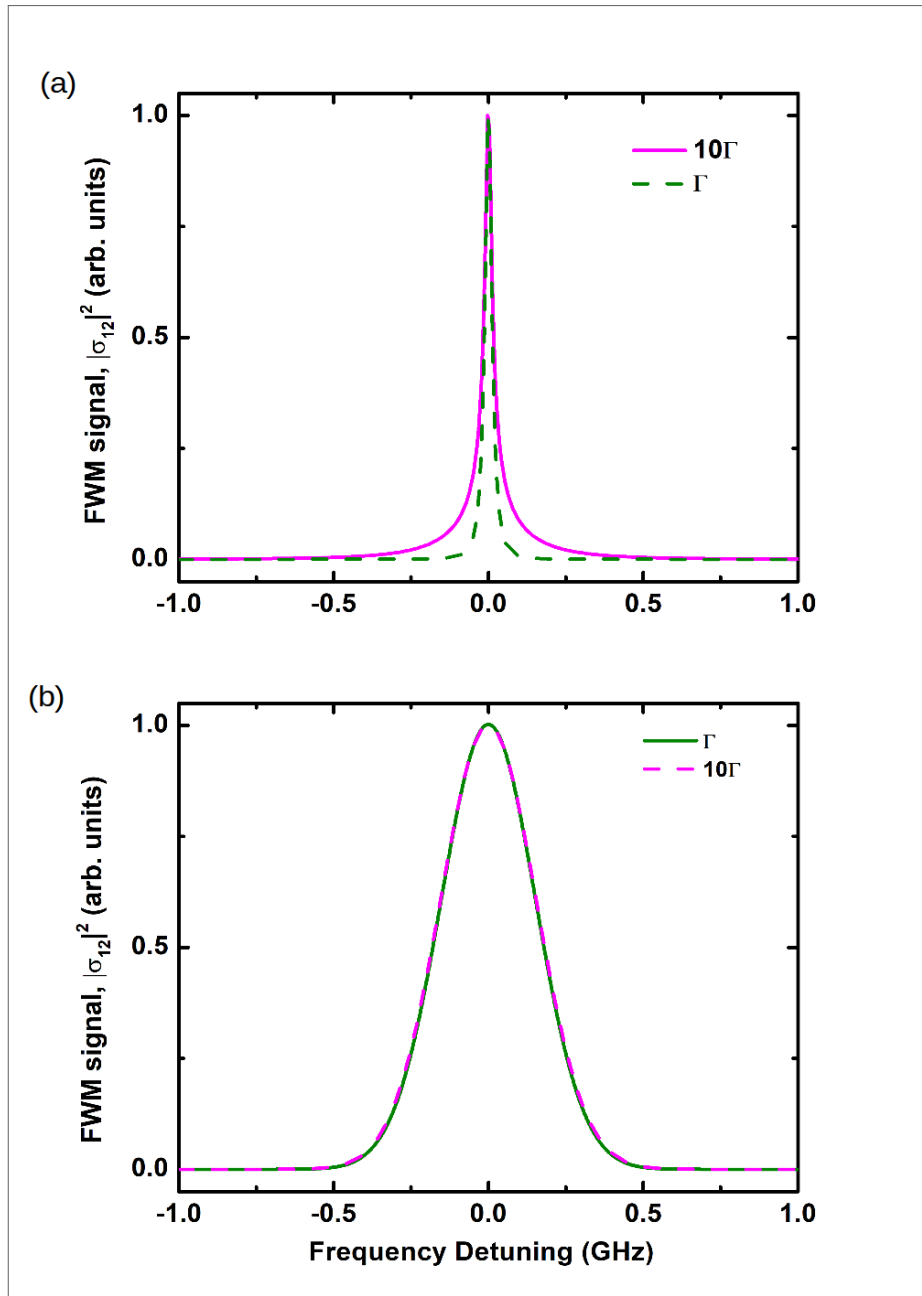 (a)
1.0
0.5
0.0
-1.0
-0.5
0.0
0.5
1.0
FWM signal, |σ₁₂|² (arb. units)
10Γ
Γ
(b)
1.0
0.5
0.0
-1.0
-0.5
0.0
0.5
1.0
FWM signal, |σ₁₂|² (arb. units)
Γ
10Γ
Frequency Detuning (GHz)